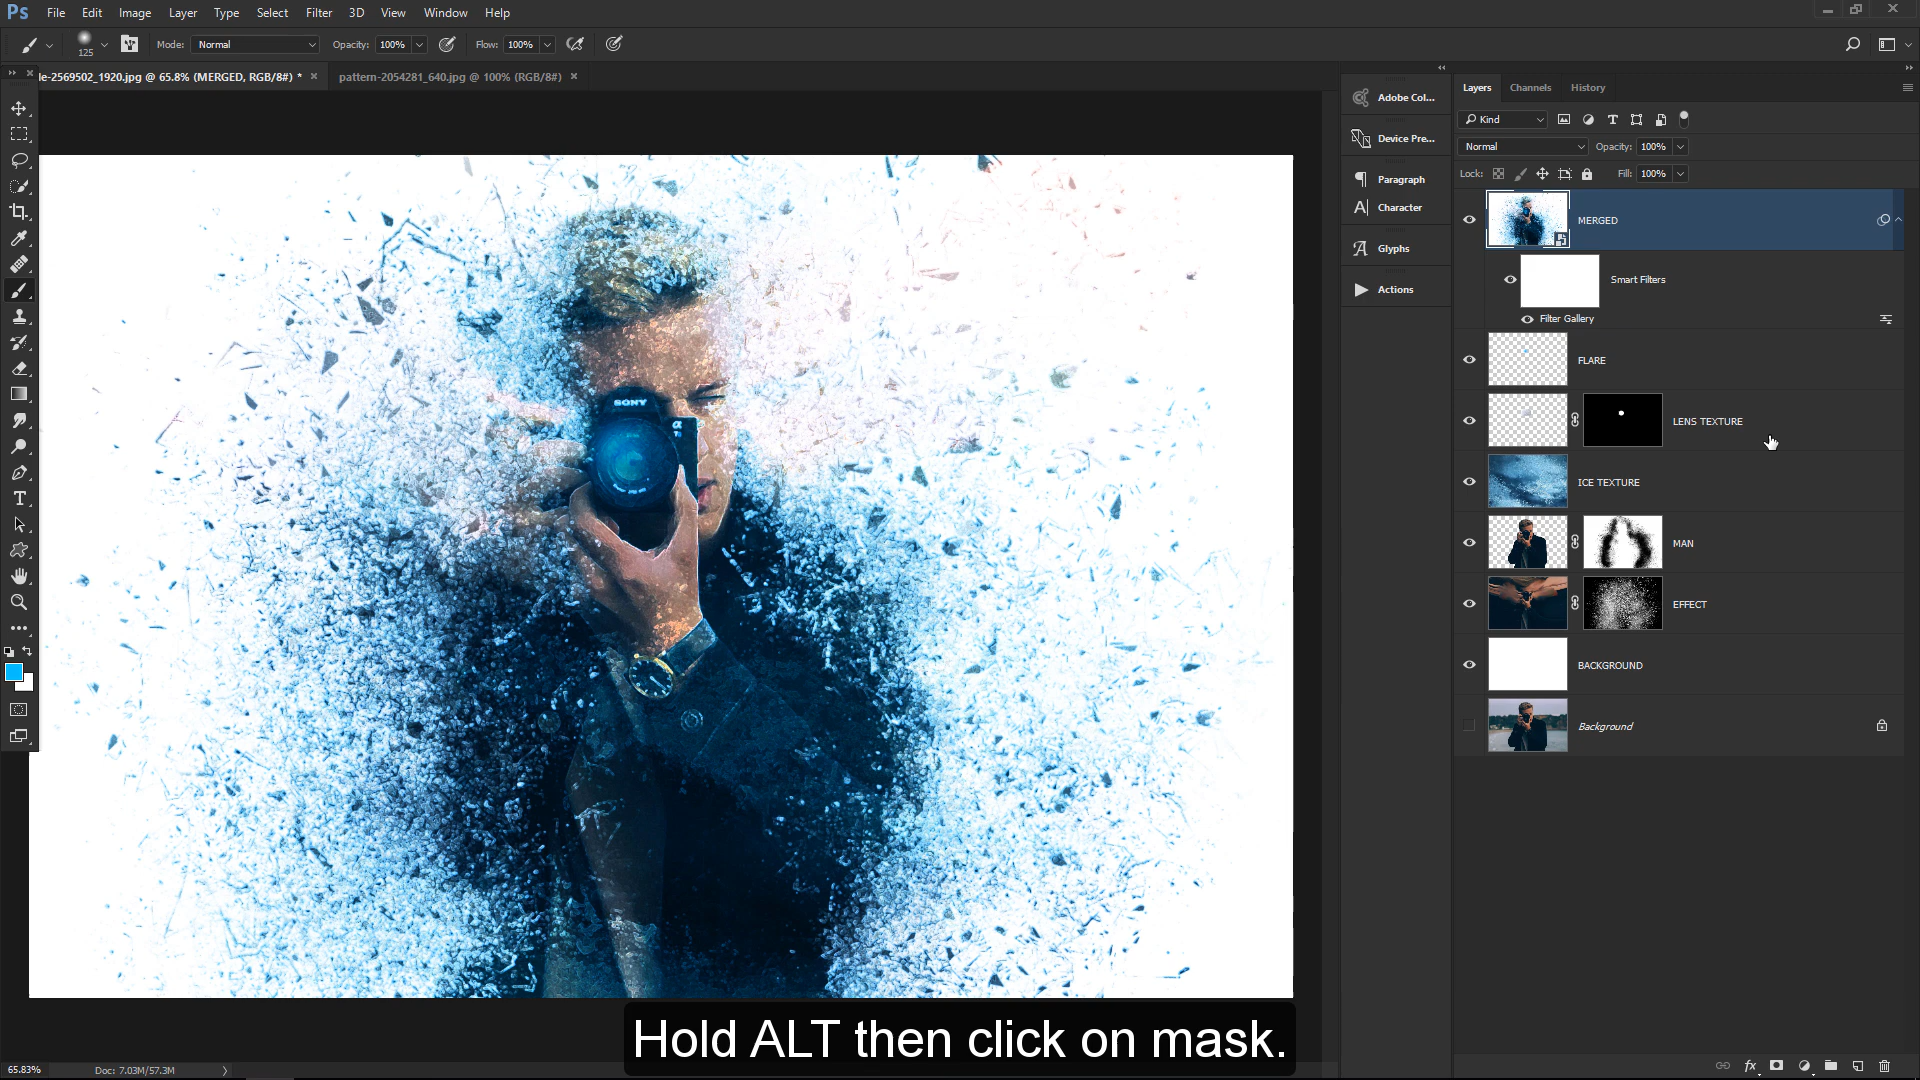 Ps File Edit Image Layer Type Select Filter 3D View Window Help
125 Mode: Normal Opacity: 100% Flow: 100%
le-2569502_1920.jpg @ 65.8% (MERGED, RGB/8#) * × pattern-2054281_640.jpg @ 100% (RGB/8#) ×
Adobe Col...
Device Pre...
Paragraph
Character
Glyphs
Actions
Layers Channels History
Kind
Normal Opacity: 100%
Lock: Fill: 100%
MERGED
Smart Filters
Filter Gallery
FLARE
LENS TEXTURE
ICE TEXTURE
MAN
EFFECT
BACKGROUND
Background
SONY
α
Hold ALT then click on mask.
65.83% Doc: 7.03M/57.3M
fx